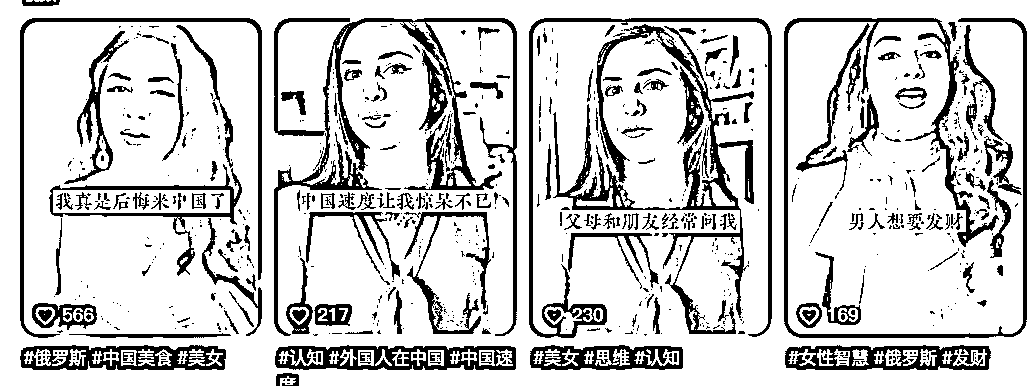 我真是后悔来中国了
中国速度让我惊呆不已
父母和朋友经常问我
男人想要发财
566
217
230
169
#俄罗斯 #中国美食 #美女
#认知 #外国人在中国 #中国速
度
#美女 #思维 #认知
#女性智慧 #俄罗斯 #发财